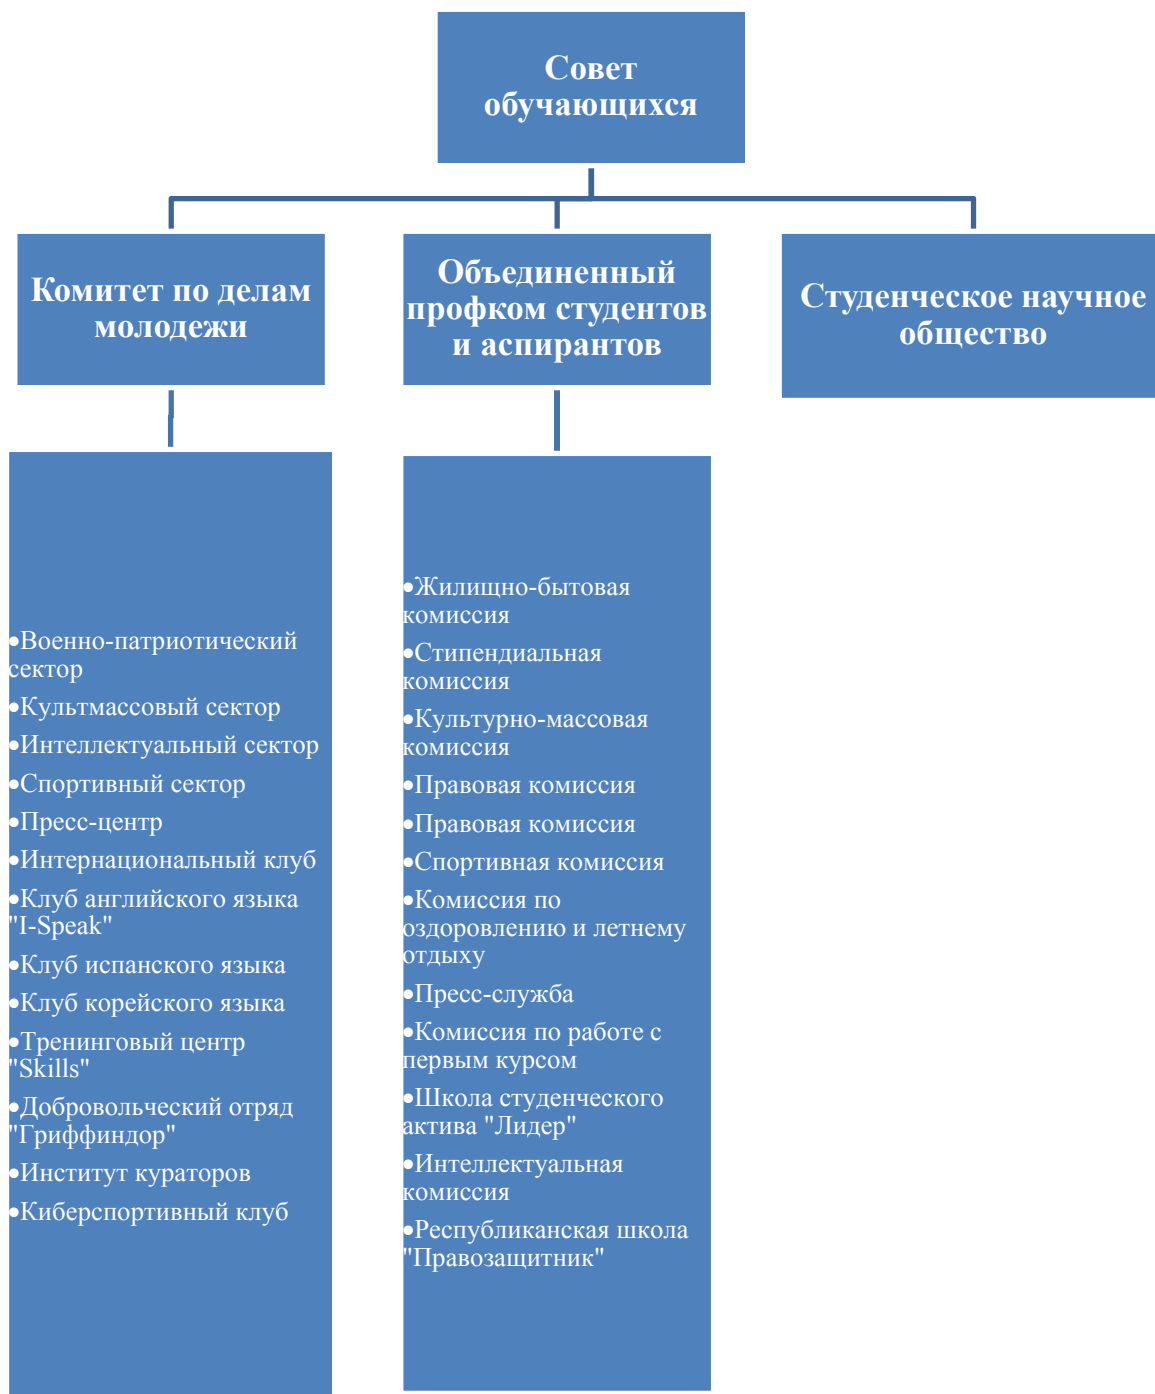 Совет
обучающихся
Комитет по делам
молодежи
Объединенный
профком студентов
и аспирантов
Студенческое научное
общество
•Военно-патриотический
сектор
•Культмассовый сектор
•Интеллектуальный сектор
•Спортивный сектор
•Пресс-центр
•Интернациональный клуб
•Клуб английского языка
"I-Speak"
•Клуб испанского языка
•Клуб корейского языка
•Тренинговый центр
"Skills"
•Добровольческий отряд
"Гриффиндор"
•Институт кураторов
•Киберспортивный клуб
•Жилищно-бытовая
комиссия
•Стипендиальная
комиссия
•Культурно-массовая
комиссия
•Правовая комиссия
•Правовая комиссия
•Спортивная комиссия
•Комиссия по
оздоровлению и летнему
отдыху
•Пресс-служба
•Комиссия по работе с
первым курсом
•Школа студенческого
актива "Лидер"
•Интеллектуальная
комиссия
•Республиканская школа
"Правозащитник"